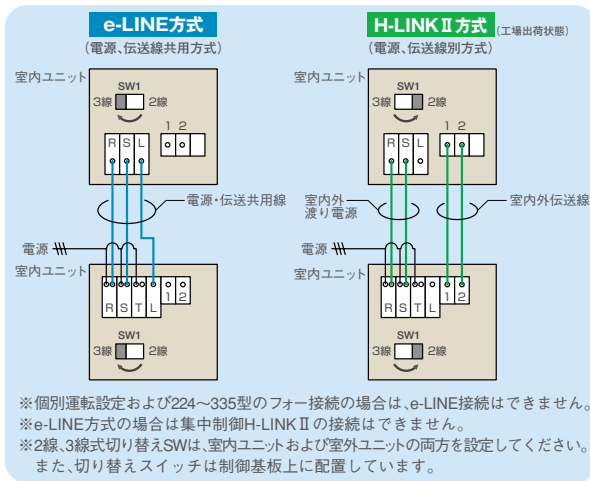 e-LINE方式
(電源、伝送線共用方式)
室内ユニット
SW1
3線 2線
R S L
1 2
電源・伝送共用線
電源
室内ユニット
R S T L
1 2
SW1
3線 2線
H-LINKⅡ方式 (工場出荷状態)
(電源、伝送線別方式)
室内ユニット
SW1
3線 2線
R S L
1 2
室内外
渡り電源
室内外伝送線
電源
室内ユニット
R S T L
1 2
SW1
3線 2線
※個別運転設定および224～335型のフォー接続の場合は、e-LINE接続はできません。
※e-LINE方式の場合は集中制御H-LINKⅡの接続はできません。
※2線、3線式切り替えSWは、室内ユニットおよび室外ユニットの両方を設定してください。
また、切り替えスイッチは制御基板上に配置しています。